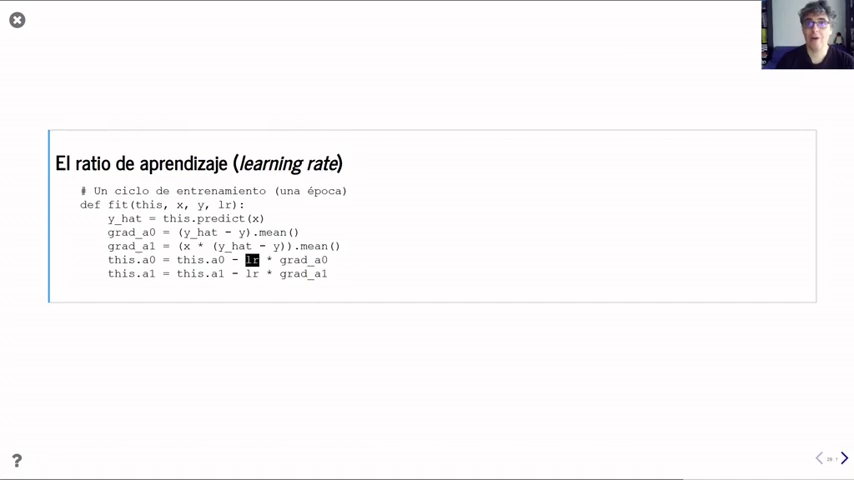 El ratio de aprendizaje (learning rate)
# Un ciclo de entrenamiento (una época)
def fit(this, x, y, lr):
y_hat = this.predict(x)
grad_a0 = (y_hat - y).mean()
grad_a1 = (x * (y_hat - y)).mean()
this.a0 = this.a0 - lr * grad_a0
this.a1 = this.a1 - lr * grad_a1
?